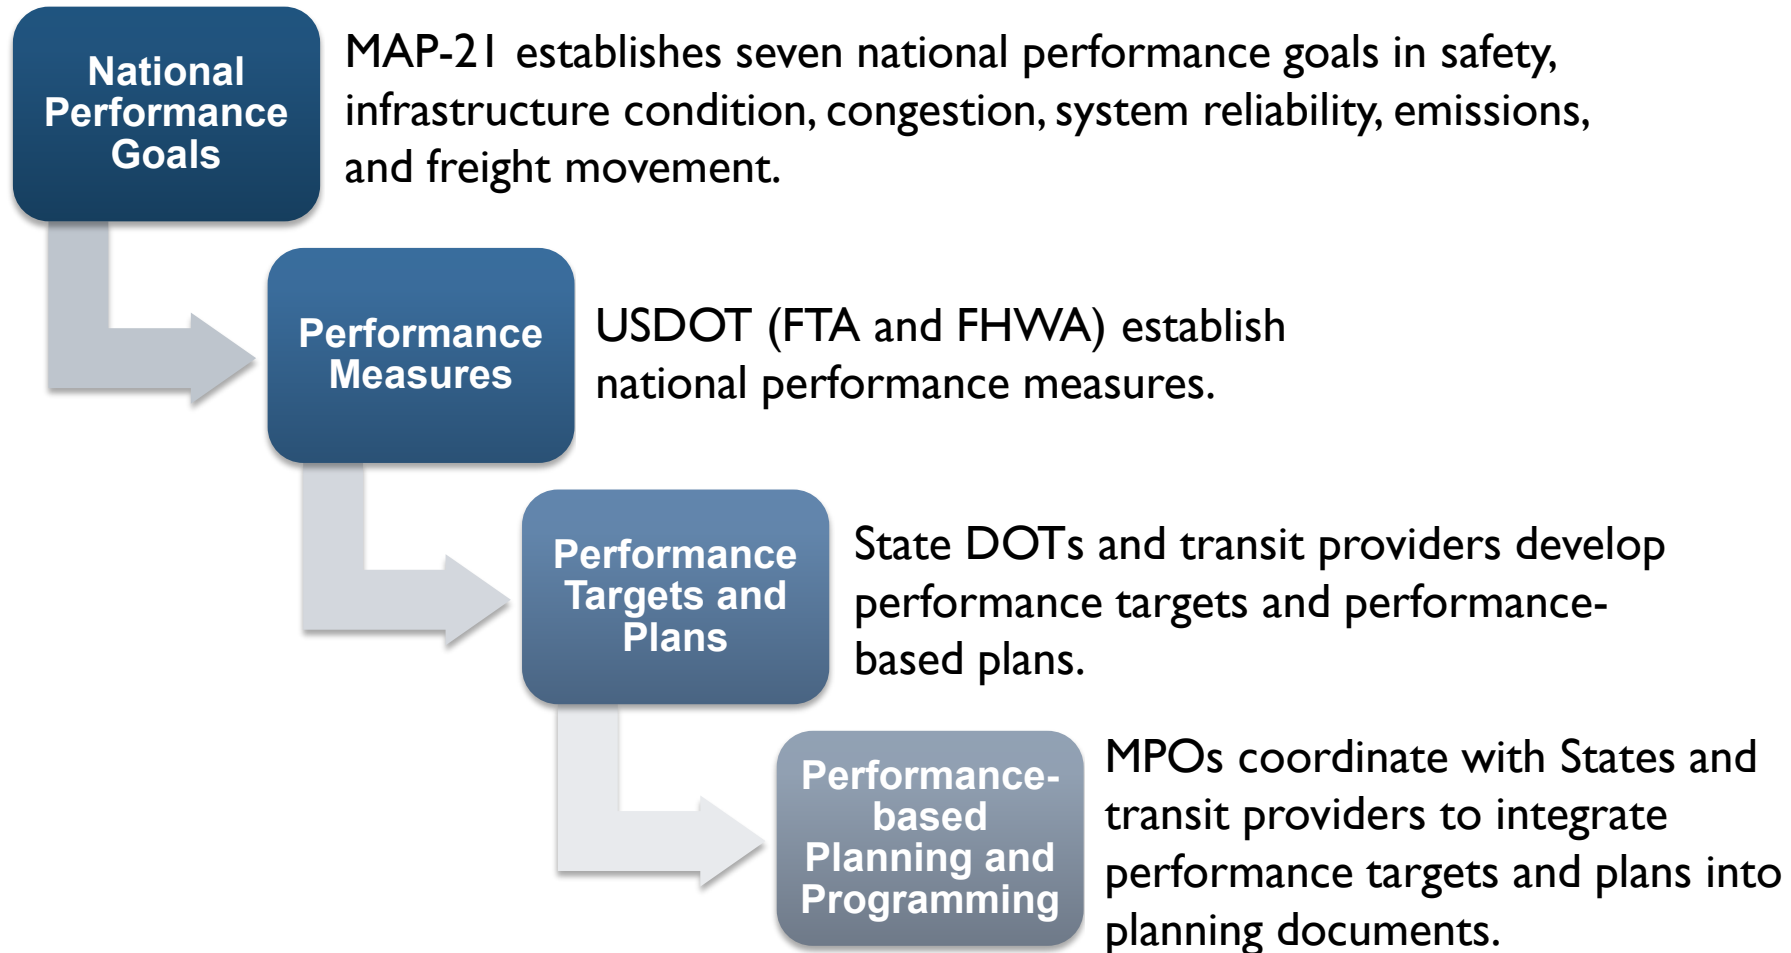 National
Performance
Goals
MAP-21 establishes seven national performance goals in safety,
infrastructure condition, congestion, system reliability, emissions,
and freight movement.
Performance
Measures
USDOT (FTA and FHWA) establish
national performance measures.
Performance
Targets and
Plans
State DOTs and transit providers develop
performance targets and performance-
based plans.
Performance-
based
Planning and
Programming
MPOs coordinate with States and
transit providers to integrate
performance targets and plans into
planning documents.